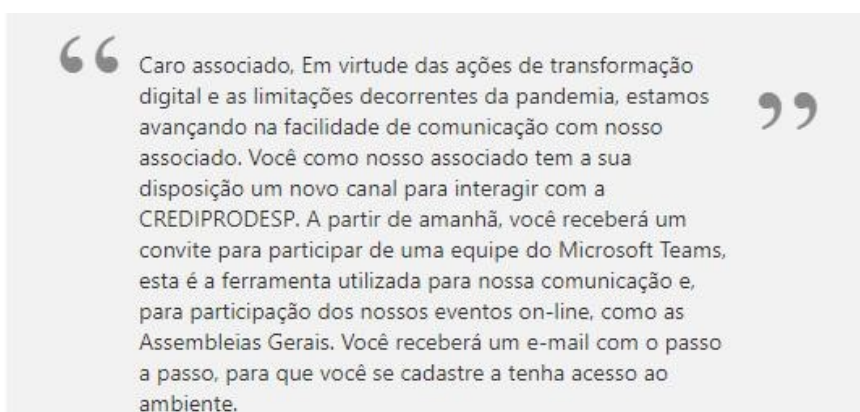 “ Caro associado, Em virtude das ações de transformação
digital e as limitações decorrentes da pandemia, estamos
avançando na facilidade de comunicação com nosso ”
associado. Você como nosso associado tem a sua
disposição um novo canal para interagir com a
CREDIPRODESP. A partir de amanhã, você receberá um
convite para participar de uma equipe do Microsoft Teams,
esta é a ferramenta utilizada para nossa comunicação e,
para participação dos nossos eventos on-line, como as
Assembleias Gerais. Você receberá um e-mail com o passo
a passo, para que você se cadastre a tenha acesso ao
ambiente.